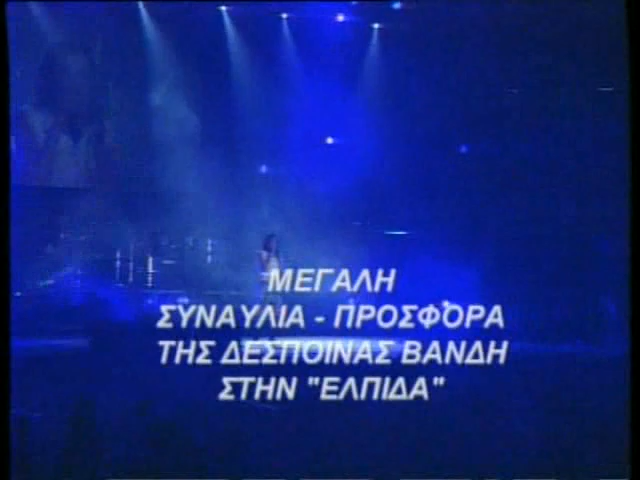 ΜΕΓΑΛΗ
ΣΥΝΑΥΛΙΑ - ΠΡΟΣΦΟΡΑ
ΤΗΣ ΔΕΣΠΟΙΝΑΣ ΒΑΝΔΗ
ΣΤΗΝ "ΕΛΠΙΔΑ"